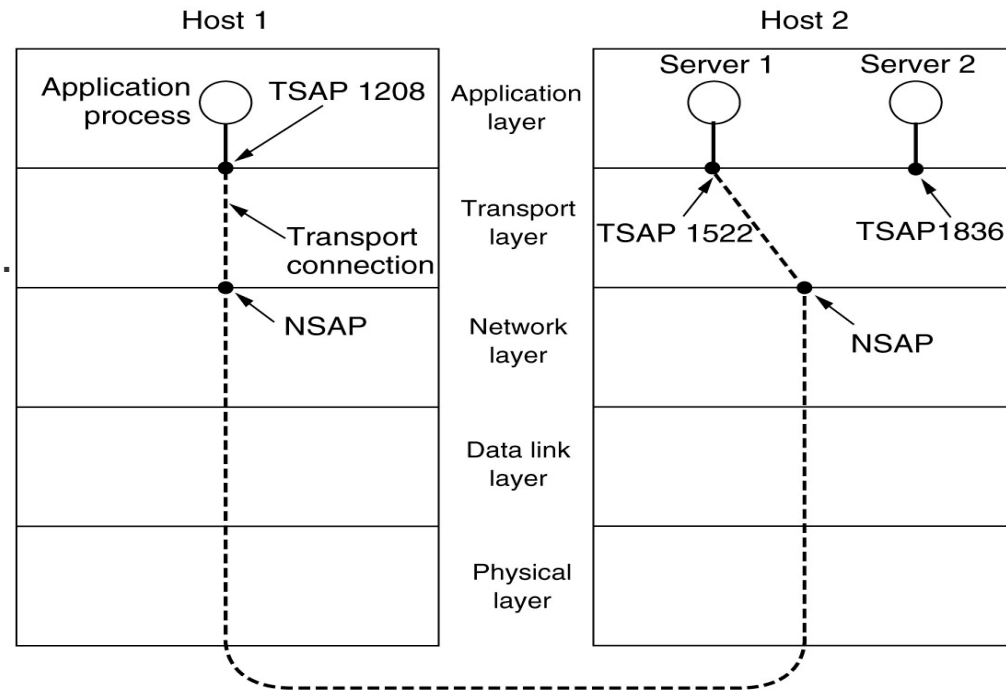 Host 1
Host 2
Application
process
TSAP 1208
Application
layer
Server 1
Server 2
Transport
connection
Transport
layer
TSAP 1522
TSAP1836
NSAP
Network
layer
NSAP
Data link
layer
Physical
layer